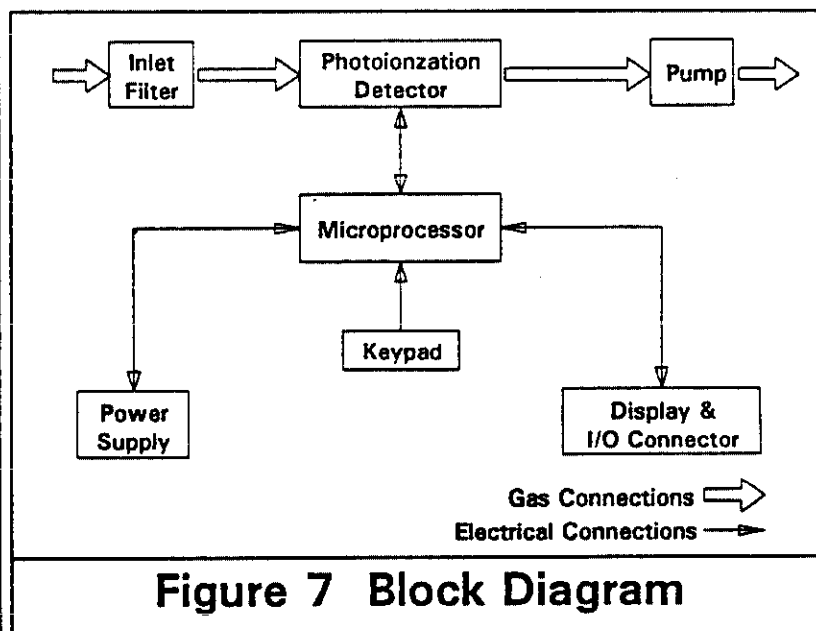 Inlet
Filter
Photoionzation
Detector
Pump
Microprocessor
Keypad
Power
Supply
Display &
I/O Connector
Gas Connections
Electrical Connections
Figure 7 Block Diagram